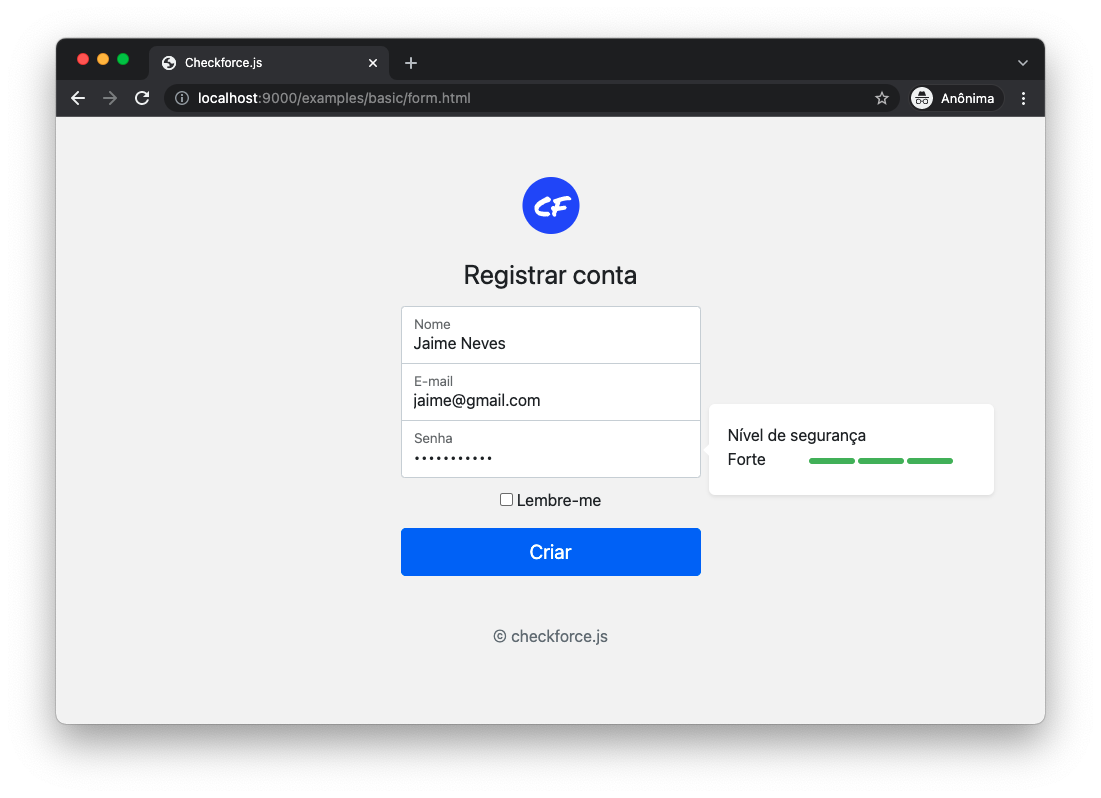 Checkforce.js
localhost:9000/examples/basic/form.html
Anônima
CF
Registrar conta
Nome
Jaime Neves
E-mail
jaime@gmail.com
Senha
•••••••••••
Nível de segurança
Forte
Lembre-me
Criar
© checkforce.js